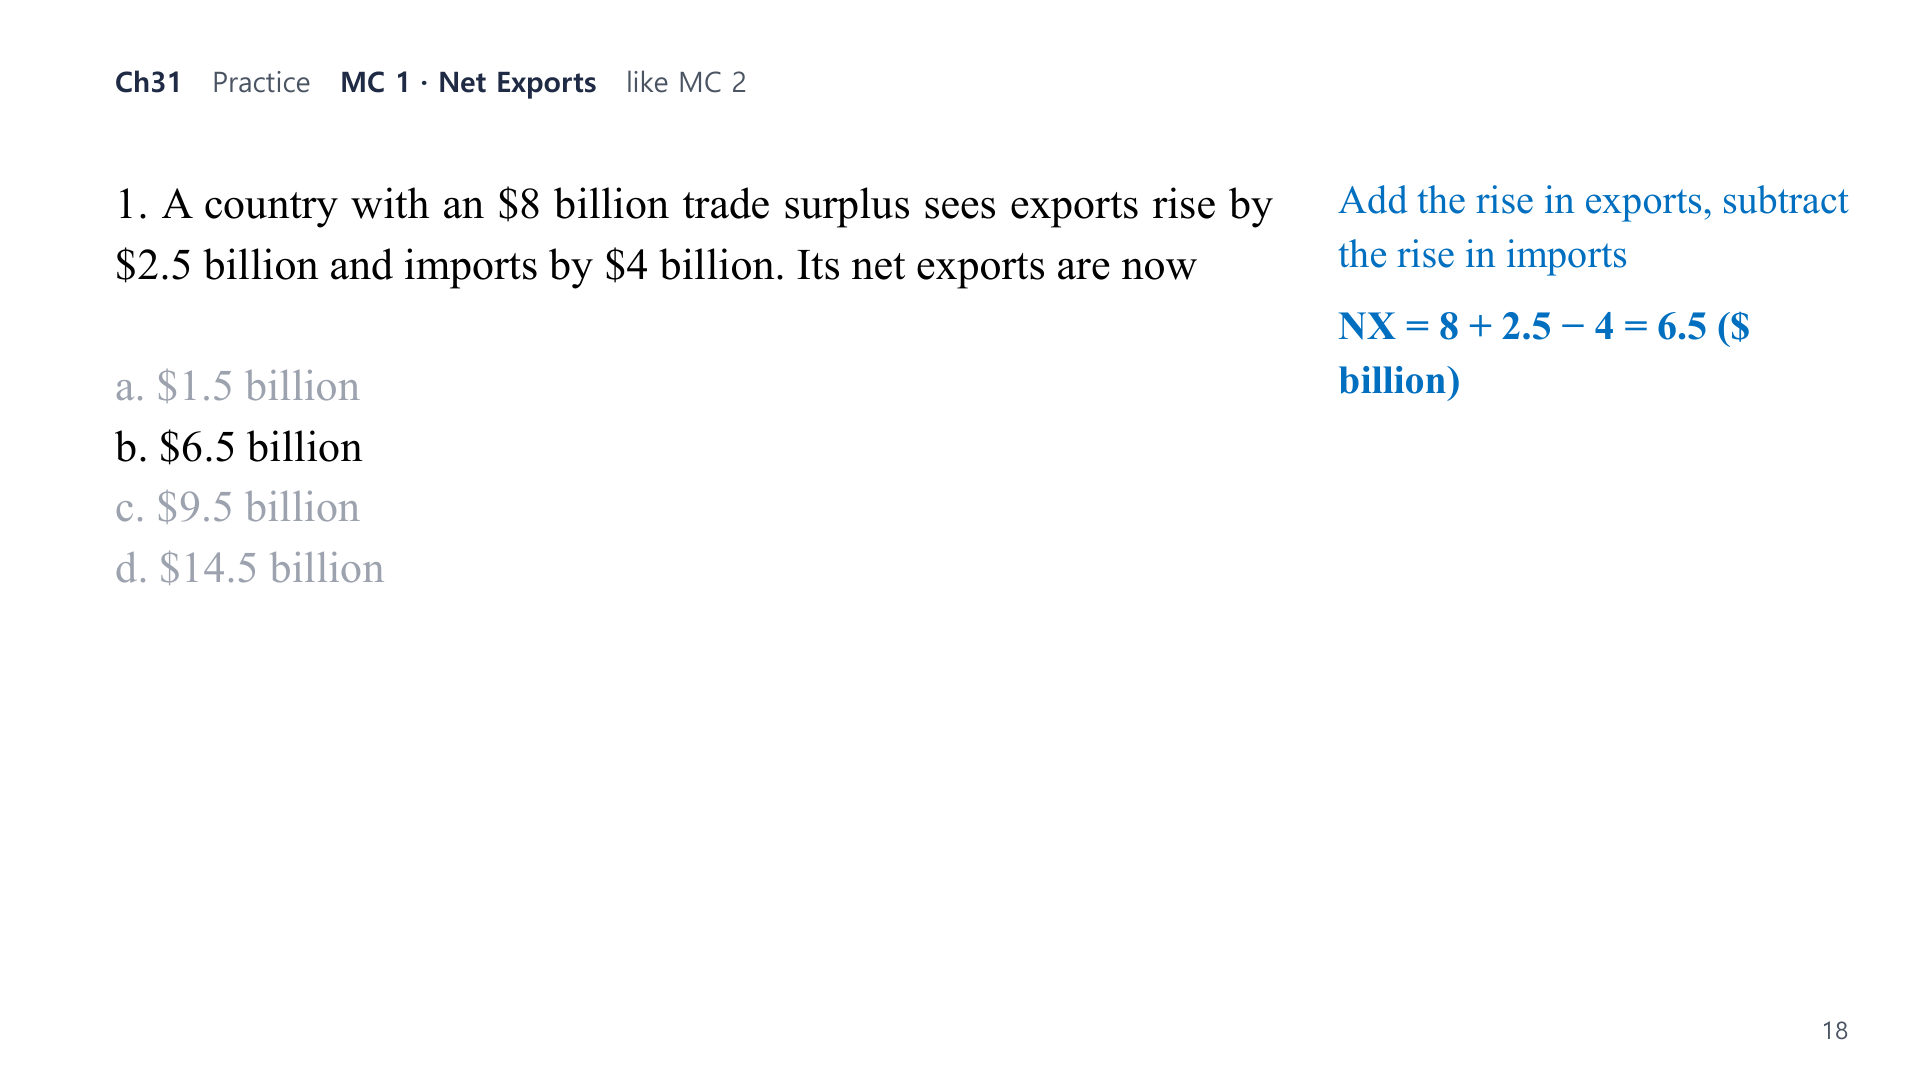 Ch31 Practice MC 1 · Net Exports like MC 2
1. A country with an $8 billion trade surplus sees exports rise by
$2.5 billion and imports by $4 billion. Its net exports are now
a. $1.5 billion
b. $6.5 billion
c. $9.5 billion
d. $14.5 billion
Add the rise in exports, subtract
the rise in imports
NX = 8 + 2.5 − 4 = 6.5 ($
billion)
18